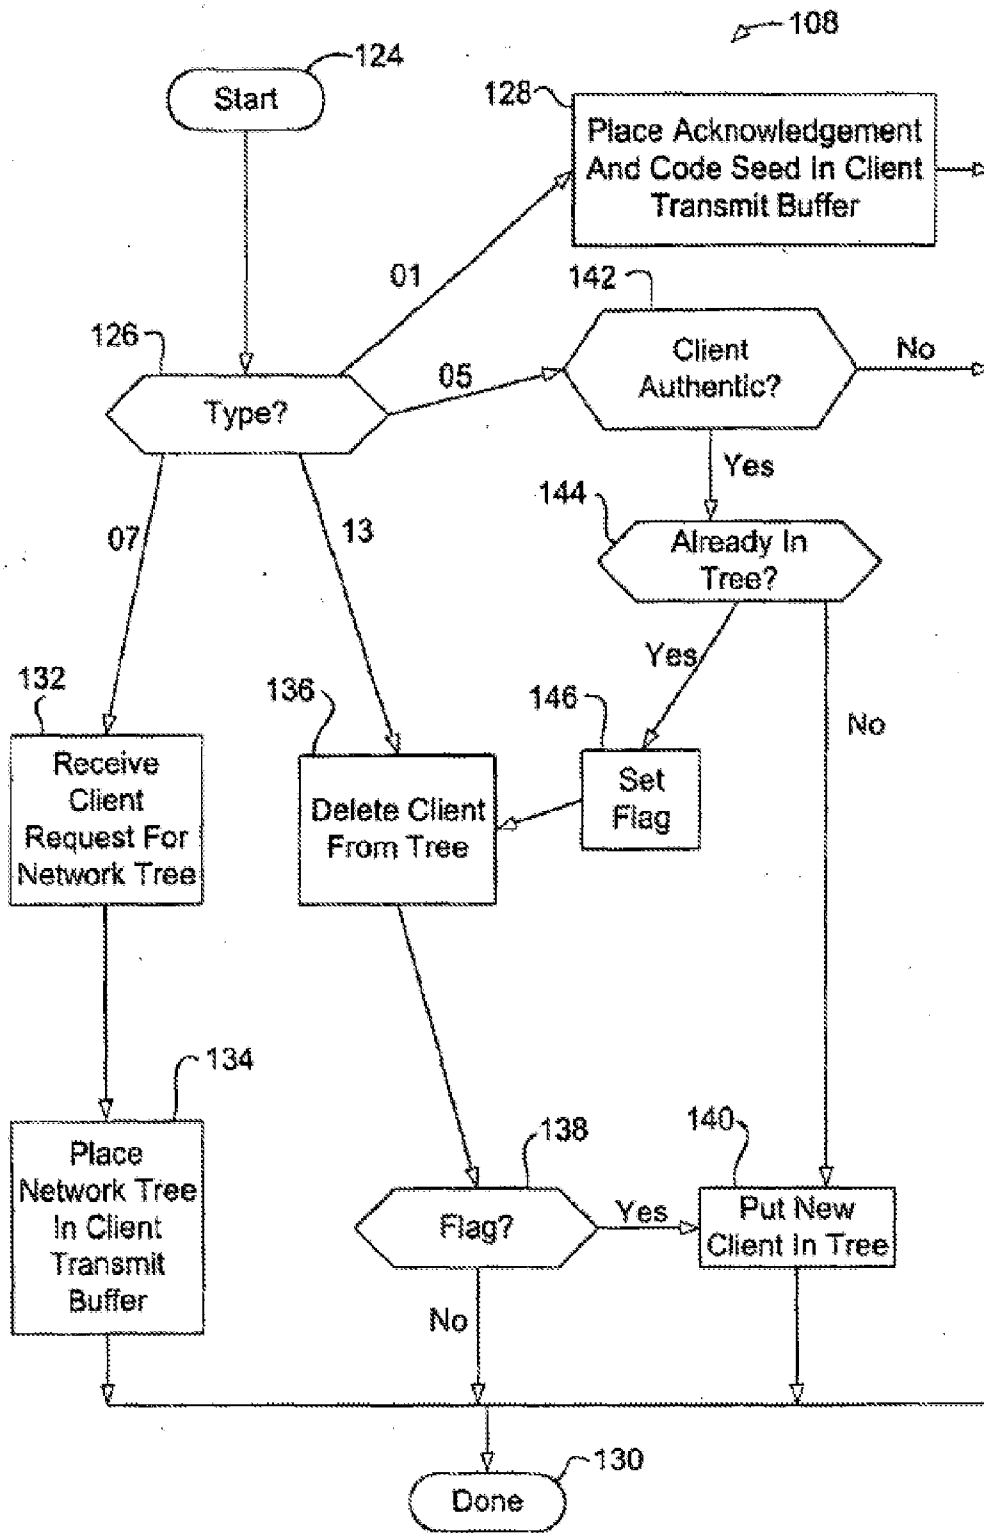 108
124
Start
128
Place Acknowledgement
And Code Seed In Client
Transmit Buffer
01
142
126
Client
Authentic?
No
05
Type?
Yes
144
07
13
Already In
Tree?
Yes
132
136
146
No
Receive
Client
Request For
Network Tree
Delete Client
From Tree
Set
Flag
134
138
140
Place
Network Tree
In Client
Transmit
Buffer
Flag?
Yes
Put New
Client In Tree
No
130
Done